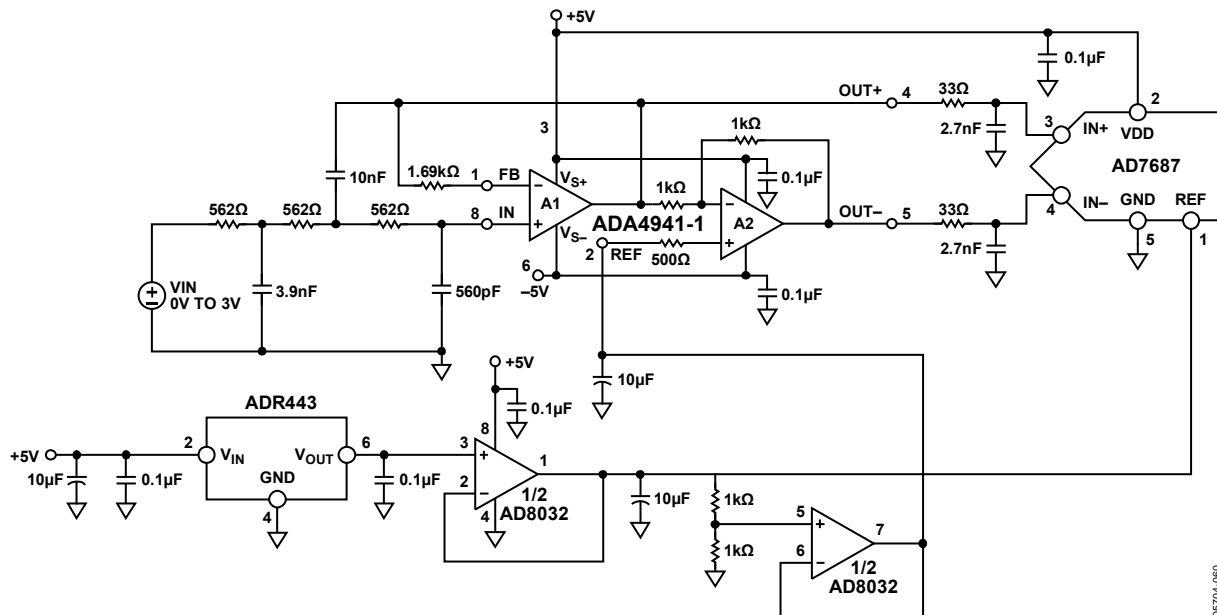 +5V
0.1µF
2
VDD
OUT+
4
33Ω
2.7nF
3
IN+
AD7687
10nF
1.69kΩ
1
FB
3
VS+
1kΩ
0.1µF
A1
1kΩ
ADA4941-1
A2
562Ω
562Ω
562Ω
8
IN
VS−
OUT−
5
33Ω
2.7nF
4
IN−
GND
REF
5
1
2
REF
500Ω
6
−5V
0.1µF
VIN
0V TO 3V
3.9nF
560pF
+5V
10µF
0.1µF
ADR443
+5V
2
VIN
VOUT
6
GND
4
10µF
0.1µF
0.1µF
8
3
2
1
4
1/2
AD8032
10µF
1kΩ
1kΩ
5
6
7
1/2
AD8032